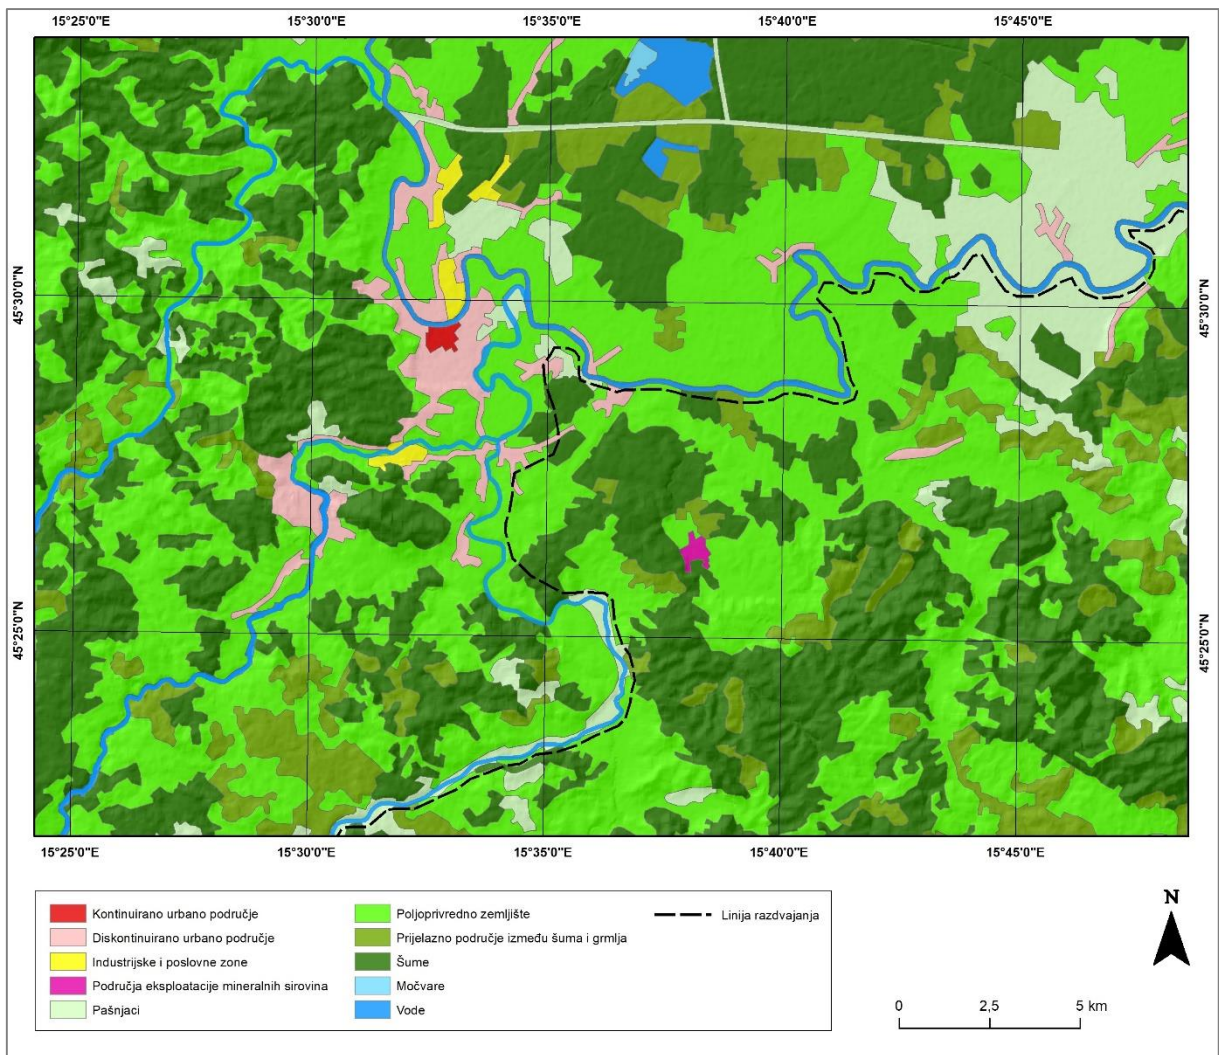 15°25'0"E 15°30'0"E 15°35'0"E 15°40'0"E 15°45'0"E
45°30'0"N 45°30'0"N
45°25'0"N 45°25'0"N
15°25'0"E 15°30'0"E 15°35'0"E 15°40'0"E 15°45'0"E
Kontinuirano urbano područje
Diskontinuirano urbano područje
Industrijske i poslovne zone
Područja eksploatacije mineralnih sirovina
Pašnjaci
Poljoprivredno zemljište
Prijelazno područje između šuma i grmlja
Šume
Močvare
Vode
Linija razdvajanja
N
0 2,5 5 km